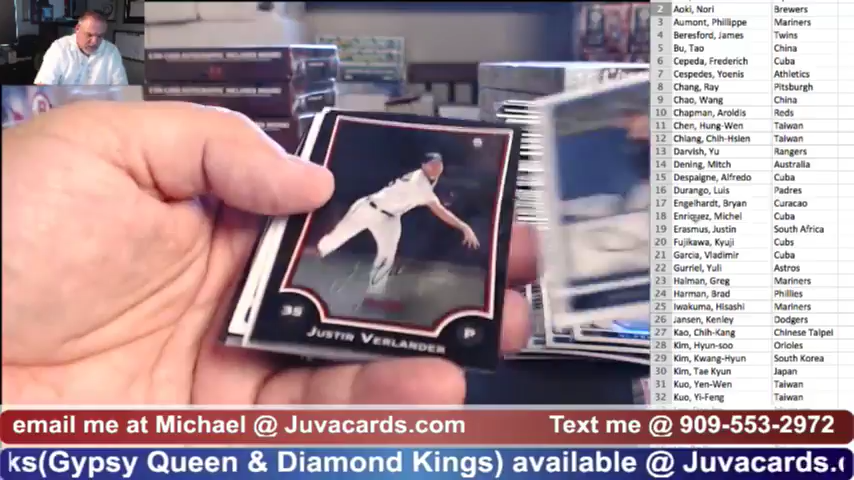 2 Aoki, Nori Brewers
3 Aumont, Phillippe Mariners
4 Beresford, James Twins
5 Bu, Tao China
6 Cepeda, Frederich Cuba
7 Cespedes, Yoenis Athletics
8 Chang, Ray Pitsburgh
9 Chao, Wang China
10 Chapman, Aroldis Reds
11 Chen, Hung-Wen Taiwan
12 Chiang, Chih-Hsien Taiwan
13 Darvish, Yu Rangers
14 Dening, Mitch Australia
15 Despaigne, Alfredo Cuba
16 Durango, Luis Padres
17 Engelhardt, Bryan Curacao
18 Enriquez, Michel Cuba
19 Erasmus, Justin South Africa
20 Fujikawa, Kyuji Cubs
21 Garcia, Vladimir Cuba
22 Gurriel, Yuli Astros
23 Halman, Greg Mariners
24 Harman, Brad Phillies
25 Iwakuma, Hisashi Mariners
26 Jansen, Kenley Dodgers
27 Kao, Chih-Kang Chinese Taipei
28 Kim, Hyun-soo Orioles
29 Kim, Kwang-Hyun South Korea
30 Kim, Tae Kyun Japan
31 Kuo, Yen-Wen Taiwan
32 Kuo, Yi-Feng Taiwan
35 P
Justin Verlander
email me at Michael @ Juvacards.com Text me @ 909-553-2972
ks(Gypsy Queen & Diamond Kings) available @ Juvacards.c